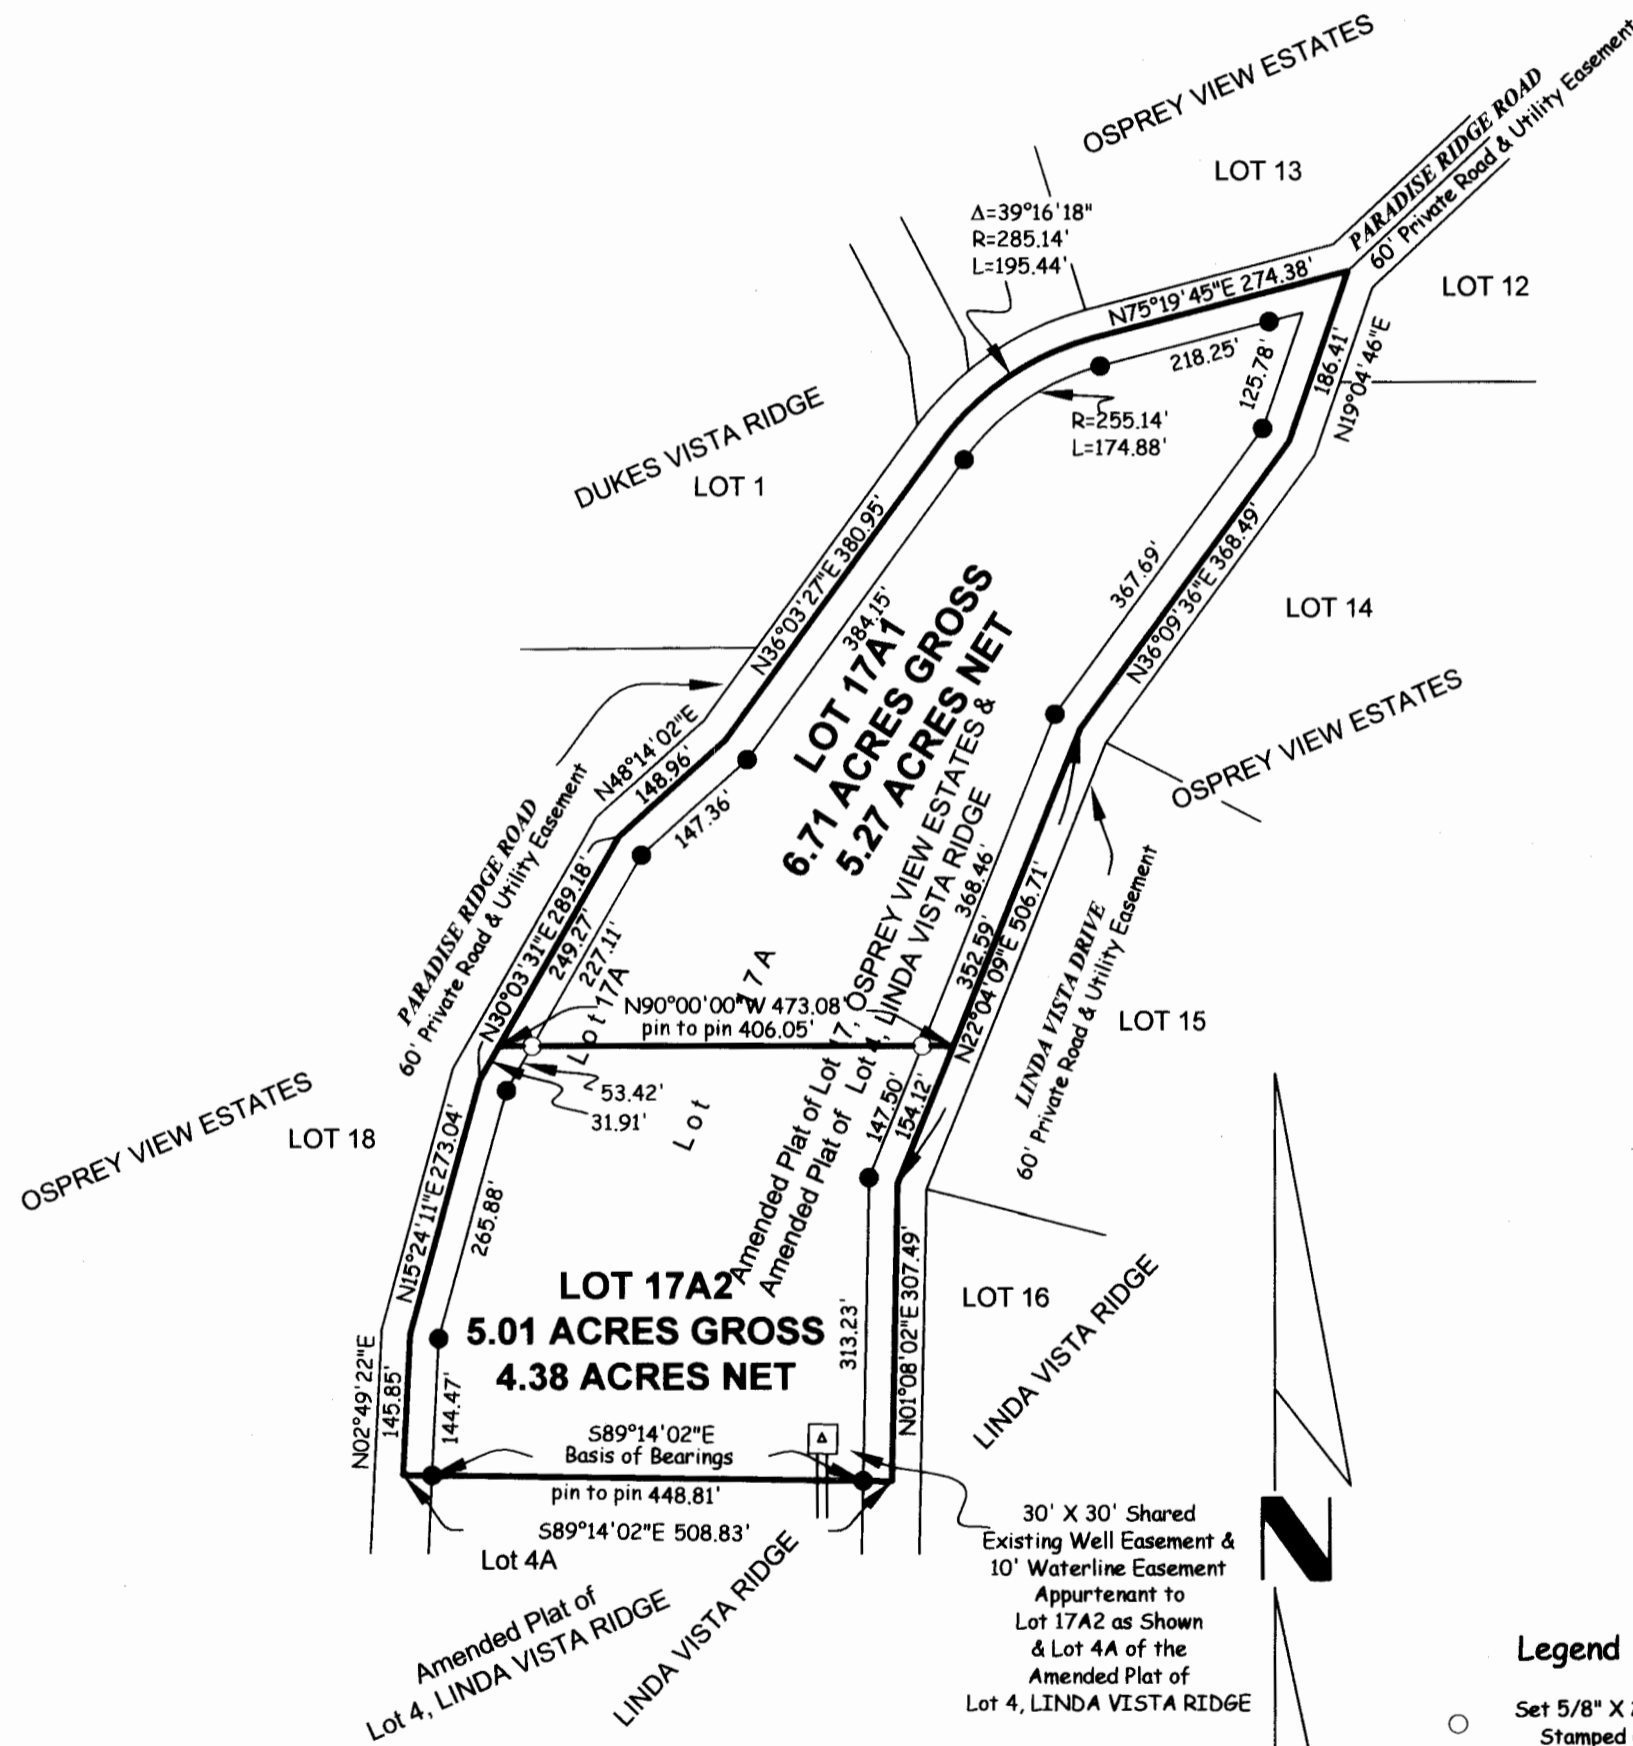 OSPREY VIEW ESTATES
LOT 13
PARADISE RIDGE ROAD
60' Private Road & Utility Easement
Δ=39°16'18"
R=285.14'
L=195.44'
N75°19'45"E 274.38'
LOT 12
218.25'
125.78'
186.41'
N19°04'46"E
R=255.14'
L=174.88'
DUKES VISTA RIDGE
LOT 1
N36°03'27"E 380.95'
384.15'
367.69'
N36°09'36"E 368.49'
LOT 14
LOT 17A1
6.71 ACRES GROSS
5.27 ACRES NET
OSPREY VIEW ESTATES
N48°14'02"E
148.96'
147.36'
PARADISE RIDGE ROAD
60' Private Road & Utility Easement
N30°03'31"E 289.18'
249.27'
227.11'
Lot 17A
Lot 17A
368.46'
352.59'
N22°04'09"E 506.71'
LINDA VISTA DRIVE
60' Private Road & Utility Easement
Amended Plat of Lot 17, OSPREY VIEW ESTATES &
Amended Plat of Lot 4, LINDA VISTA RIDGE
N90°00'00"W 473.08'
pin to pin 406.05'
LOT 15
53.42'
31.91'
147.50'
154.12'
OSPREY VIEW ESTATES
LOT 18
N15°24'11"E 273.04'
265.88'
LOT 17A2
5.01 ACRES GROSS
4.38 ACRES NET
313.23'
N01°08'02"E 307.49'
LOT 16
LINDA VISTA RIDGE
N02°49'22"E
145.85'
144.47'
S89°14'02"E
Basis of Bearings
pin to pin 448.81'
S89°14'02"E 508.83'
Δ
Lot 4A
Amended Plat of
Lot 4, LINDA VISTA RIDGE
LINDA VISTA RIDGE
30' X 30' Shared
Existing Well Easement &
10' Waterline Easement
Appurtenant to
Lot 17A2 as Shown
& Lot 4A of the
Amended Plat of
Lot 4, LINDA VISTA RIDGE
N
Legend
Set 5/8" X
Stamped